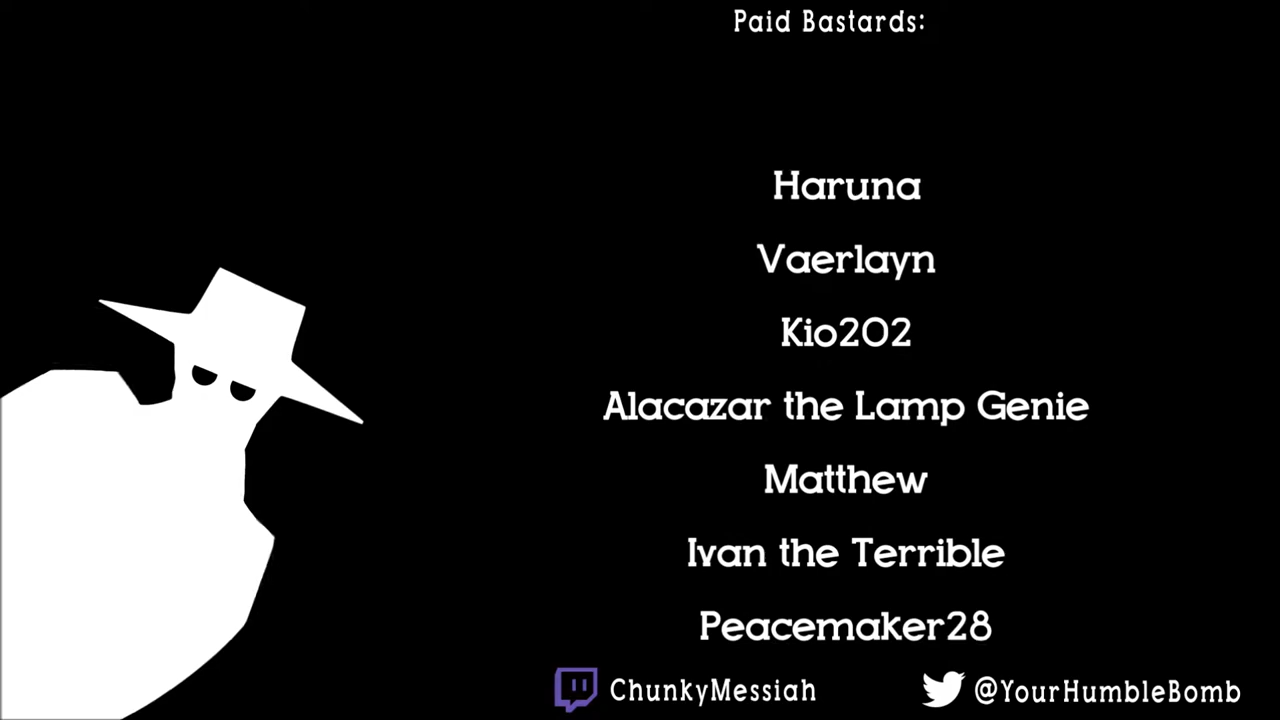 Paid Bastards:
Haruna
Vaerlayn
Kio202
Alacazar the Lamp Genie
Matthew
Ivan the Terrible
Peacemaker28
ChunkyMessiah
@YourHumbleBomb